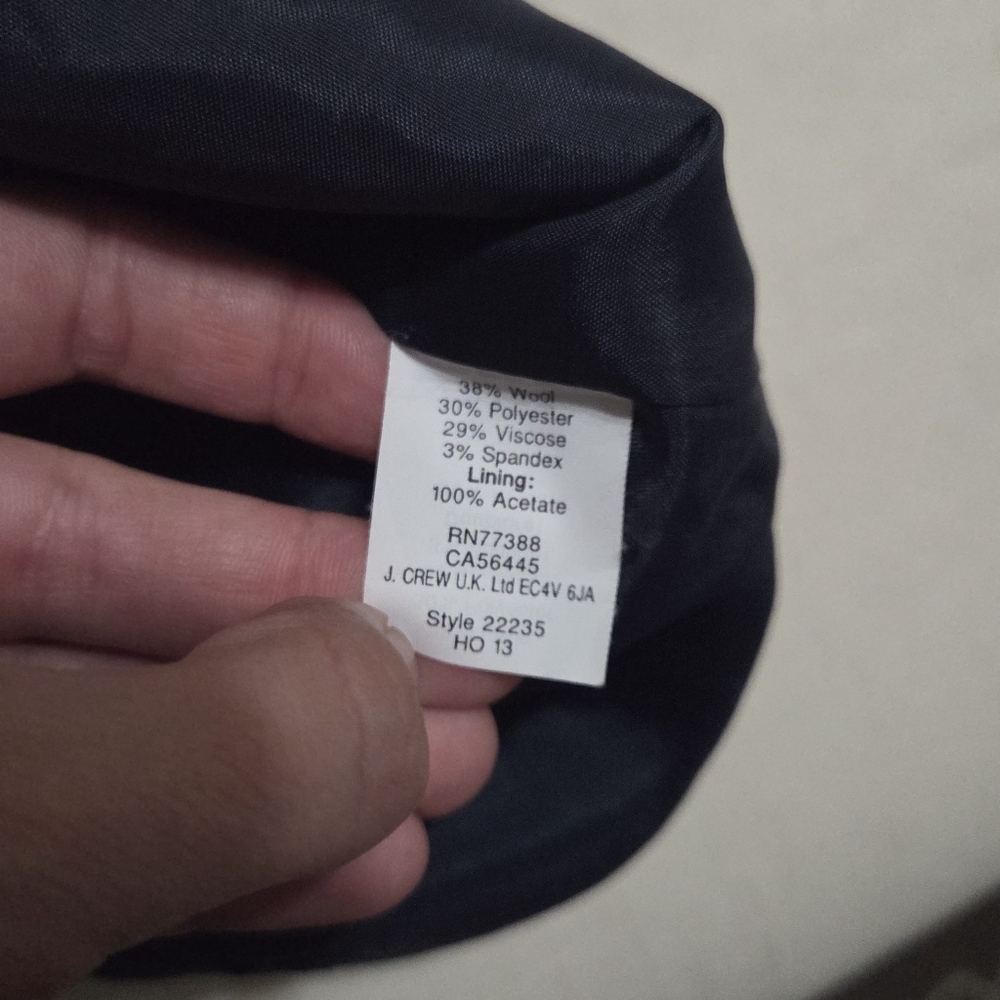 38% Wool
30% Polyester
29% Viscose
3% Spandex
Lining:
100% Acetate
RN77388
CA56445
J. CREW U.K. Ltd EC4V 6JA
Style 22235
HO 13